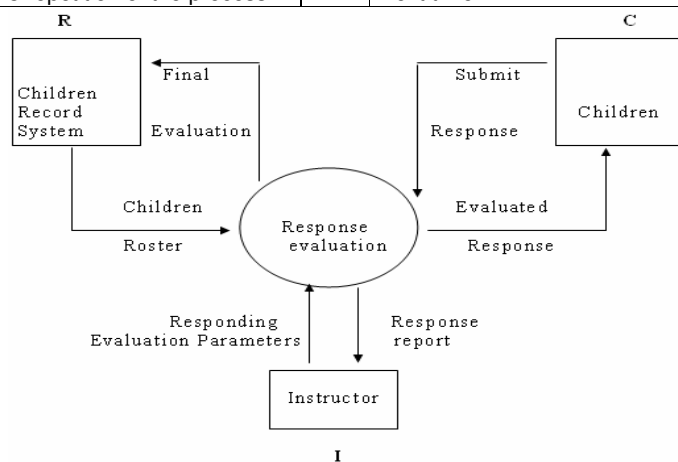 R
C
Children
Record
System
Final
Evaluation
Submit
Response
Children
Children
Roster
Response
evaluation
Evaluated
Response
Responding
Evaluation Parameters
Response
report
Instructor
I